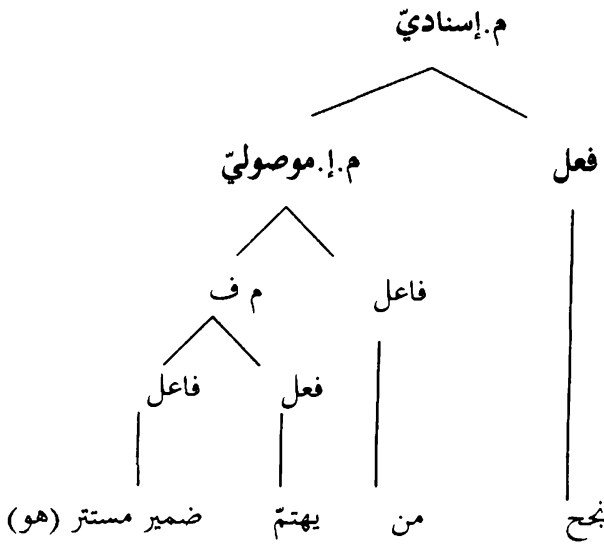 م.إسناديّ
فعل م.إ.موصوليّ
فاعل م ف
فعل فاعل
نجح من يهتمّ ضمير مستتر (هو)